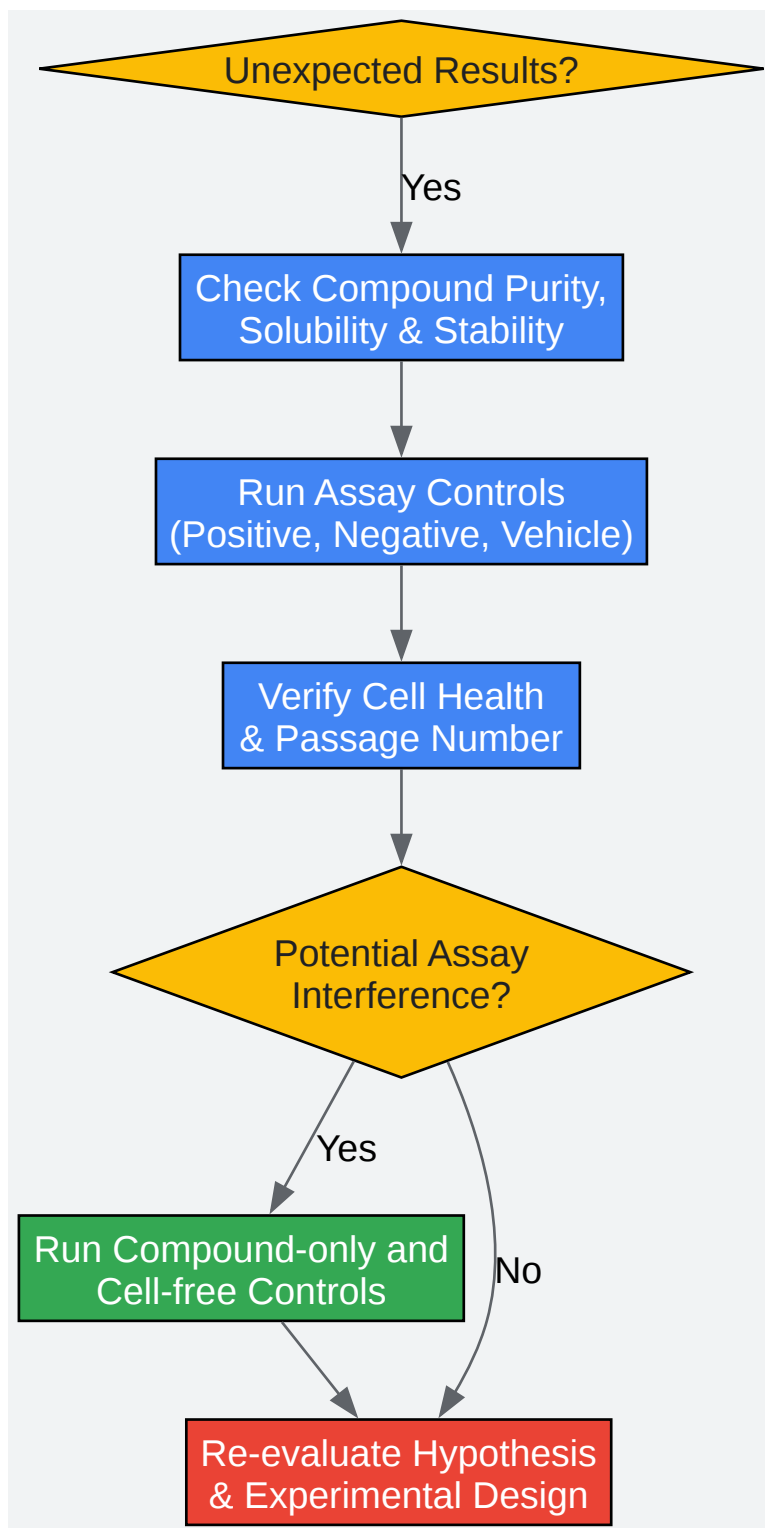 Unexpected Results?
Yes
Check Compound Purity,
Solubility & Stability
Run Assay Controls
(Positive, Negative, Vehicle)
Verify Cell Health
& Passage Number
Potential Assay
Interference?
Yes
Run Compound-only and
Cell-free Controls
No
Re-evaluate Hypothesis
& Experimental Design